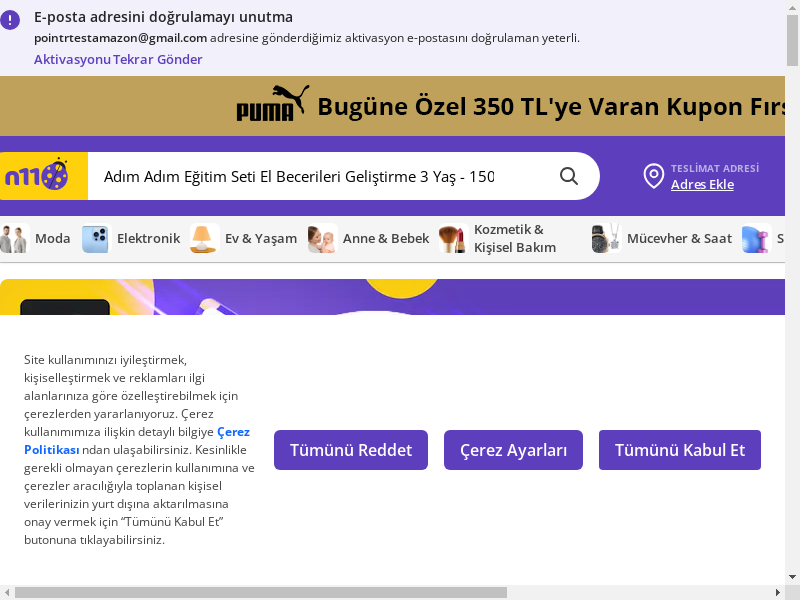 E-posta adresini doğrulamayı unutma
pointrtestamazon@gmail.com adresine gönderdiğimiz aktivasyon e-postasını doğrulaman yeterli.
Aktivasyonu Tekrar Gönder
PUMA Bugüne Özel 350 TL'ye Varan Kupon Fırs
n11
Adım Adım Eğitim Seti El Becerileri Geliştirme 3 Yaş - 150
TESLİMAT ADRESİ
Adres Ekle
Moda
Elektronik
Ev & Yaşam
Anne & Bebek
Kozmetik &
Kişisel Bakım
Mücevher & Saat
S
Site kullanımınızı iyileştirmek,
kişiselleştirmek ve reklamları ilgi
alanlarınıza göre özelleştirebilmek için
çerezlerden yararlanıyoruz. Çerez
kullanımımıza ilişkin detaylı bilgiye Çerez
Politikası ndan ulaşabilirsiniz. Kesinlikle
gerekli olmayan çerezlerin kullanımına ve
çerezler aracılığıyla toplanan kişisel
verilerinizin yurt dışına aktarılmasına
onay vermek için “Tümünü Kabul Et”
butonuna tıklayabilirsiniz.
Tümünü Reddet
Çerez Ayarları
Tümünü Kabul Et